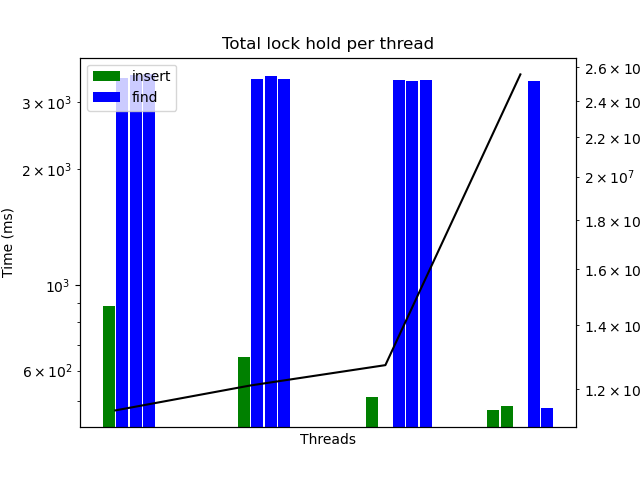 Total lock hold per thread
insert
find
3 × 10³
2 × 10³
10³
6 × 10²
Time (ms)
Threads
2.6 × 10
2.4 × 10
2.2 × 10
2 × 10⁷
1.8 × 10
1.6 × 10
1.4 × 10
1.2 × 10